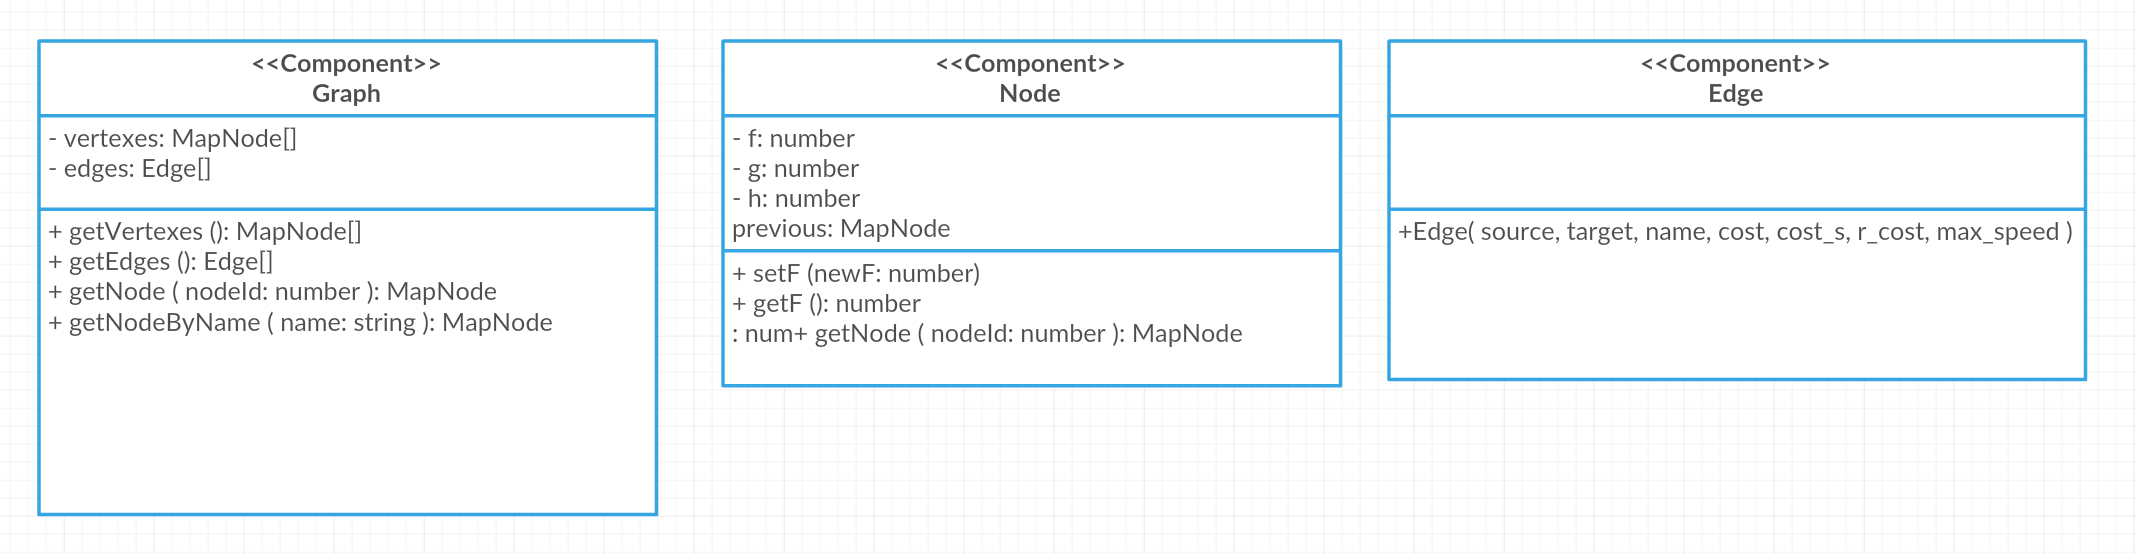 <<Component>>
Graph
- vertexes: MapNode[]
- edges: Edge[]
+ getVertexes (): MapNode[]
+ getEdges (): Edge[]
+ getNode ( nodeId: number ): MapNode
+ getNodeByName ( name: string ): MapNode
<<Component>>
Node
- f: number
- g: number
- h: number
previous: MapNode
+ setF (newF: number)
+ getF (): number
: num+ getNode ( nodeId: number ): MapNode
<<Component>>
Edge
+Edge( source, target, name, cost, cost_s, r_cost, max_speed )